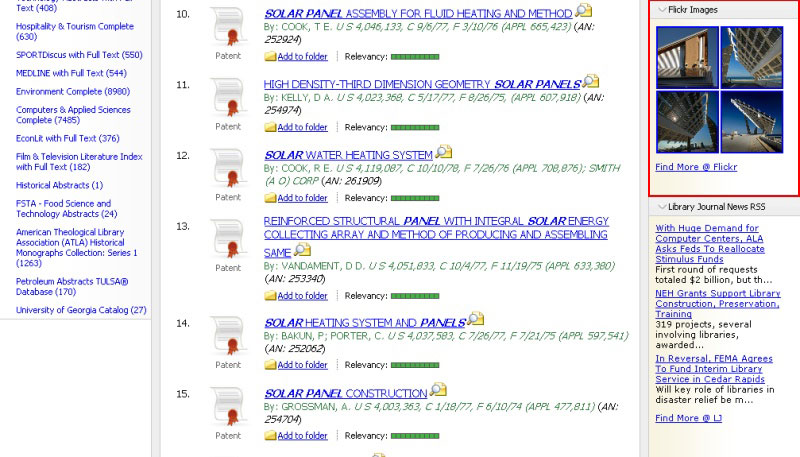 Text (408)
Hospitality & Tourism Complete
(630)
SPORTDiscus with Full Text (550)
MEDLINE with Full Text (544)
Environment Complete (8980)
Computers & Applied Sciences
Complete (7485)
EconLit with Full Text (376)
Film & Television Literature Index
with Full Text (182)
Historical Abstracts (1)
FSTA - Food Science and
Technology Abstracts (24)
American Theological Library
Association (ATLA) Historical
Monographs Collection: Series 1
(1263)
Petroleum Abstracts TULSA®
Database (170)
University of Georgia Catalog (27)
10.
Patent
SOLAR PANEL ASSEMBLY FOR FLUID HEATING AND METHOD
By: COOK, T E. U S 4,046,133, C 9/6/77, F 3/10/76 (APPL 665,423) (AN:
252924)
Add to folder Relevancy:
11.
Patent
HIGH DENSITY-THIRD DIMENSION GEOMETRY SOLAR PANELS
By: KELLY, D A. U S 4,023,368, C 5/17/77, F 8/26/75, (APPL 607,918) (AN:
254974)
Add to folder Relevancy:
12.
Patent
SOLAR WATER HEATING SYSTEM
By: COOK, R E. U S 4,119,087, C 10/10/78, F 7/26/76 (APPL 708,876); SMITH
(A O) CORP (AN: 261909)
Add to folder Relevancy:
13.
Patent
REINFORCED STRUCTURAL PANEL WITH INTEGRAL SOLAR ENERGY
COLLECTING ARRAY AND METHOD OF PRODUCING AND ASSEMBLING
SAME
By: VANDAMENT, D D. U S 4,051,833, C 10/4/77, F 11/19/75 (APPL 633,380)
(AN: 253340)
Add to folder Relevancy:
14.
Patent
SOLAR HEATING SYSTEM AND PANELS
By: BAKUN, P; PORTER, C. U S 4,037,583, C 7/26/77, F 7/21/75 (APPL 597,541)
(AN: 252062)
Add to folder Relevancy:
15.
Patent
SOLAR PANEL CONSTRUCTION
By: GROSSMAN, A. U S 4,003,363, C 1/18/77, F 6/10/74 (APPL 477,811) (AN:
254704)
Add to folder Relevancy:
Flickr Images
Find More @ Flickr
Library Journal News RSS
With Huge Demand for
Computer Centers, ALA
Asks Feds To Reallocate
Stimulus Funds
First round of requests
totaled $2 billion, but th...
NEH Grants Support Library
Construction, Preservation,
Training
319 projects, several
involving libraries,
awarded...
In Reversal, FEMA Agrees
To Fund Interim Library
Service in Cedar Rapids
Will key role of libraries in
disaster relief be m...
Find More @ LJ